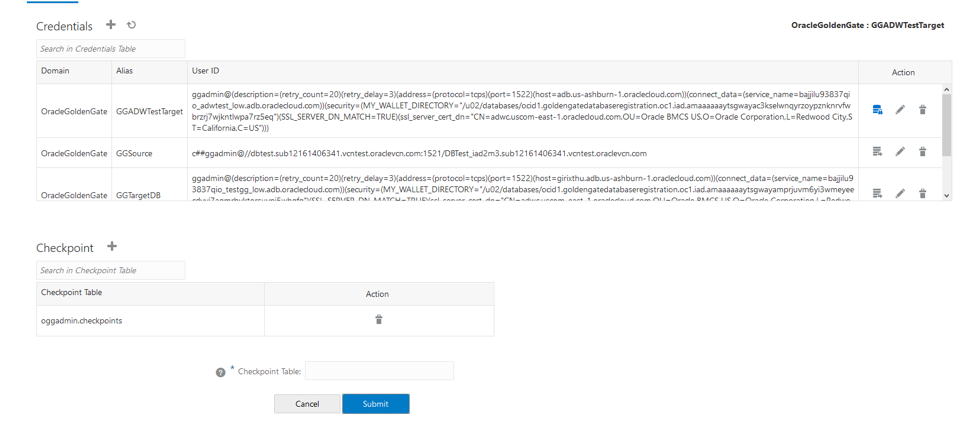 Credentials
OracleGoldenGate : GGADWTestTarget
Search in Credentials Table
Domain Alias User ID Action
OracleGoldenGate GGADWTestTarget
ggadmin@(description=(retry_count=20)(retry_delay=3)(address=(protocol=tcps)(port=1522)(host=adb.us-ashburn-1.oraclecloud.com))(connect_data=(service_name=bajjilu93837qi
o_adwtest_low.adb.oraclecloud.com))(security=(MY_WALLET_DIRECTORY="/u02/databases/ocid1.goldengatedatabaseregistration.oc1.iad.amaaaaaaytsgwayac3kselwnqyrzoypznknrvfw
brzrj7wjkntlwpa7rz5eq")(SSL_SERVER_DN_MATCH=TRUE)(ssl_server_cert_dn="CN=adwc.uscom-east-1.oraclecloud.com,OU=Oracle BMCS US,O=Oracle Corporation,L=Redwood City,S
T=California,C=US")))
OracleGoldenGate GGSource c##ggadmin@//dbtest.sub12161406341.vcntest.oraclevcn.com:1521/DBTest_iad2m3.sub12161406341.vcntest.oraclevcn.com
ggadmin@(description=(retry_count=20)(retry_delay=3)(address=(protocol=tcps)(port=1522)(host=girixthu.adb.us-ashburn-1.oraclecloud.com))(connect_data=(service_name=bajjilu9
3837qio_testgg_low.adb.oraclecloud.com))(security=(MY_WALLET_DIRECTORY="/u02/databases/ocid1.goldengatedatabaseregistration.oc1.iad.amaaaaaaytsgwayamprjuvm6yi3wmeyee
OracleGoldenGate GGTargetDB
Checkpoint
Search in Checkpoint Table
Checkpoint Table Action
oggadmin.checkpoints
? * Checkpoint Table:
Cancel Submit